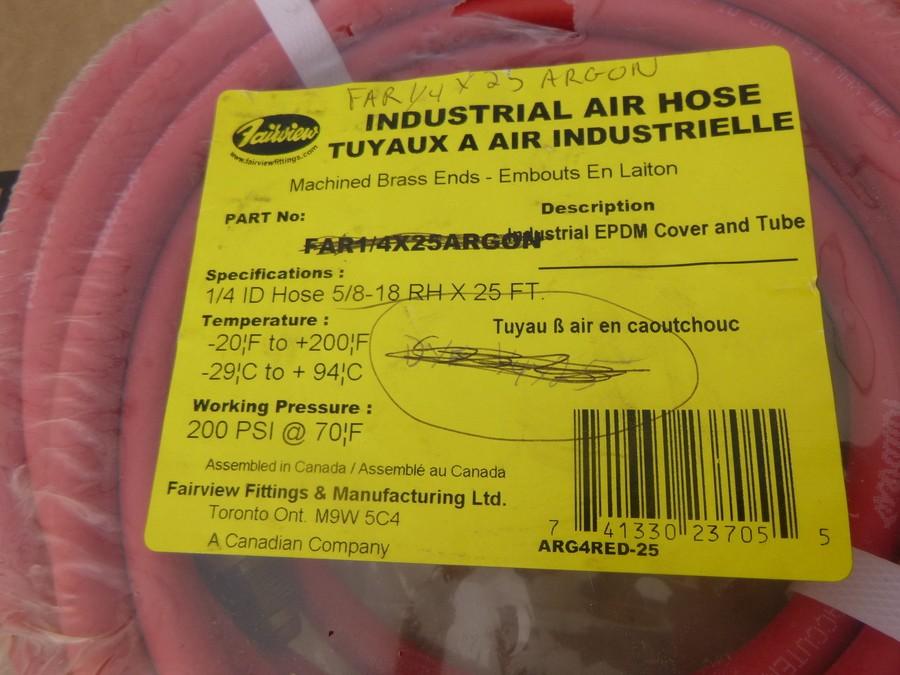 FAR 1/4 X 25 ARGON
INDUSTRIAL AIR HOSE
TUYAUX A AIR INDUSTRIELLE
Fairview
www.fairviewfittings.com
Machined Brass Ends - Embouts En Laiton
PART No:
FAR1/4X25ARGON
Description
Industrial EPDM Cover and Tube
Specifications :
1/4 ID Hose 5/8-18 RH X 25 FT.
Temperature :
-20¦F to +200¦F
-29¦C to + 94¦C
Tuyau ß air en caoutchouc
Working Pressure :
200 PSI @ 70¦F
Assembled in Canada / Assemblé au Canada
Fairview Fittings & Manufacturing Ltd.
Toronto Ont. M9W 5C4
A Canadian Company
7 41330 23705 5
ARG4RED-25